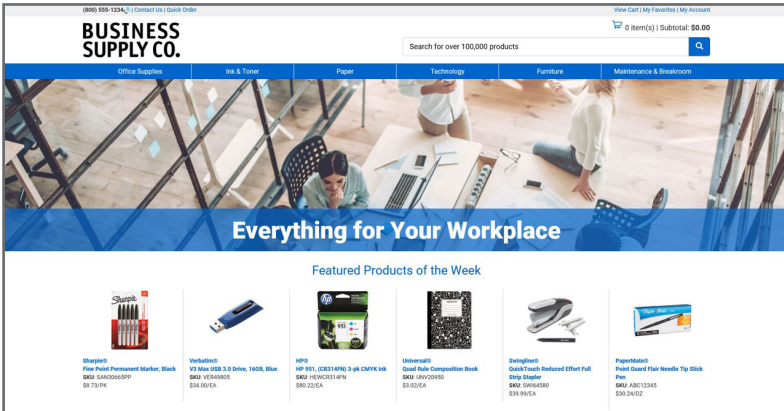 (800) 555-1234 | Contact Us | Quick Order
View Cart | My Favorites | My Account
BUSINESS
SUPPLY CO.
0 item(s) | Subtotal: $0.00
Search for over 100,000 products
Office Supplies
Ink & Toner
Paper
Technology
Furniture
Maintenance & Breakroom
Everything for Your Workplace
Featured Products of the Week
Sharpie
hp
951
Paper Mate
Sharpie®
Fine Point Permanent Marker, Black
SKU: SAN30665PP
$8.73/PK
Verbatim®
V3 Max USB 3.0 Drive, 16GB, Blue
SKU: VER49805
$34.00/EA
HP®
HP 951, (CR314FN) 3-pk CMYK Ink
SKU: HEWCR314FN
$80.22/EA
Universal®
Quad Rule Composition Book
SKU: UNV20950
$3.02/EA
Swingline®
QuickTouch Reduced Effort Full
Strip Stapler
SKU: SWI64580
$39.99/EA
PaperMate®
Point Guard Flair Needle Tip Stick
Pen
SKU: ABC12345
$30.24/DZ